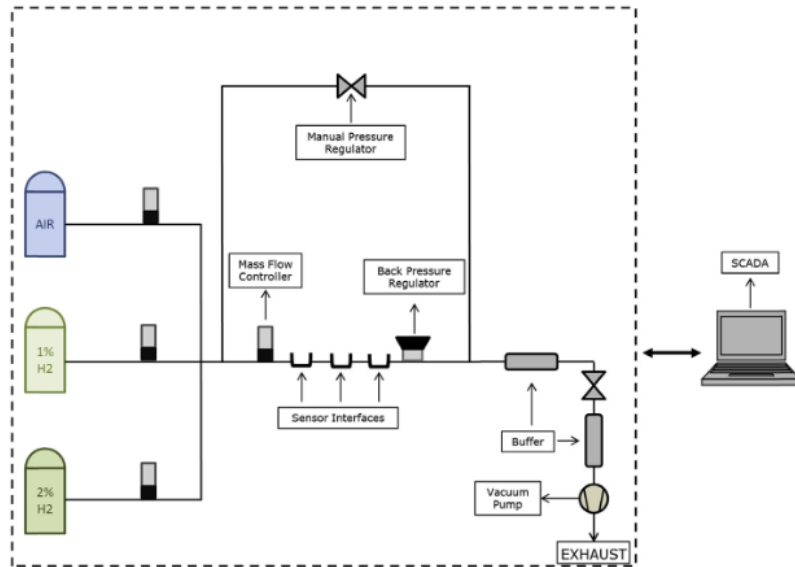 Manual Pressure
Regulator
AIR
Mass Flow
Controller
Back Pressure
Regulator
SCADA
1%
H2
Sensor Interfaces
Buffer
2%
H2
Vacuum
Pump
EXHAUST